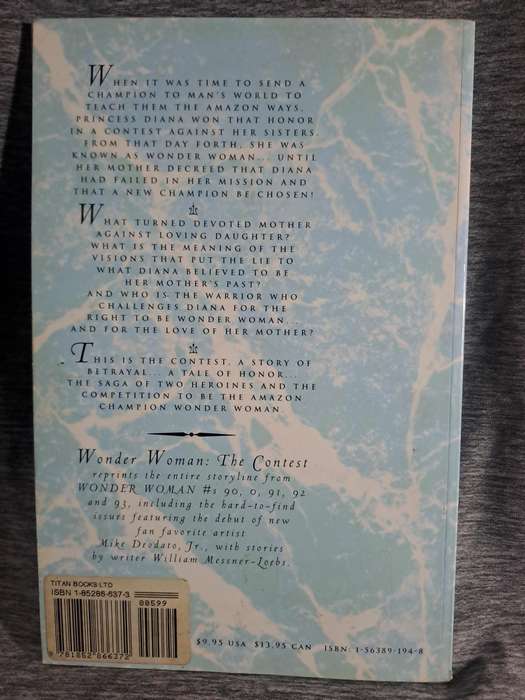 WHEN IT WAS TIME TO SEND A
CHAMPION TO MAN'S WORLD TO
TEACH THEM THE AMAZON WAYS,
PRINCESS DIANA WON THAT HONOR
IN A CONTEST AGAINST HER SISTERS.
FROM THAT DAY FORTH, SHE WAS
KNOWN AS WONDER WOMAN... UNTIL
HER MOTHER DECREED THAT DIANA
HAD FAILED IN HER MISSION AND
THAT A NEW CHAMPION BE CHOSEN!
WHAT TURNED DEVOTED MOTHER
AGAINST LOVING DAUGHTER?
WHAT IS THE MEANING OF THE
VISIONS THAT PUT THE LIE TO
WHAT DIANA BELIEVED TO BE
HER MOTHER'S PAST?
AND WHO IS THE WARRIOR WHO
CHALLENGES DIANA FOR THE
RIGHT TO BE WONDER WOMAN...
AND FOR THE LOVE OF HER MOTHER?
THIS IS THE CONTEST, A STORY OF
BETRAYAL... A TALE OF HONOR...
THE SAGA OF TWO HEROINES AND THE
COMPETITION TO BE THE AMAZON
CHAMPION WONDER WOMAN.
Wonder Woman: The Contest
reprints the entire storyline from
WONDER WOMAN #s 90, 0, 91, 92
and 93, including the hard-to-find
issues featuring the debut of new
fan favorite artist
Mike Deodato, Jr., with stories
by writer William Messner-Loebs.
TITAN BOOKS LTD
ISBN 1-85286-637-3
00599
9 781852 866372
$9.95 USA $13.95 CAN ISBN: 1-56389-194-8